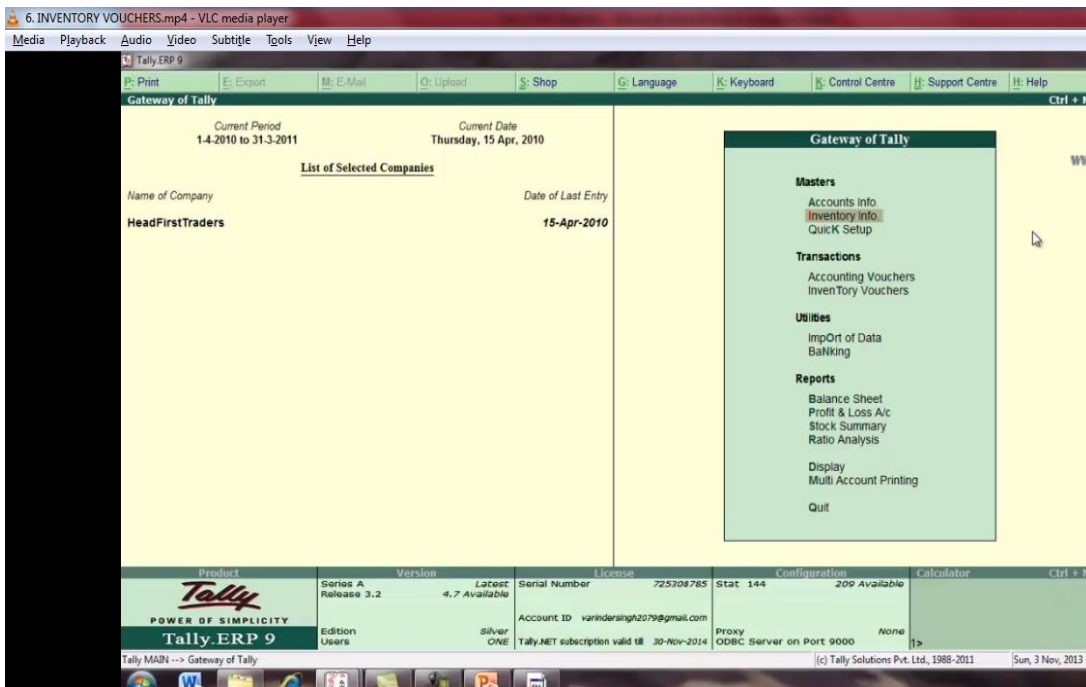 6. INVENTORY VOUCHERS.mp4 - VLC media player
Media Playback Audio Video Subtitle Tools View Help
Tally.ERP 9
P: Print E: Export M: E-Mail O: Upload S: Shop G: Language K: Keyboard K: Control Centre H: Support Centre H: Help
Gateway of Tally Ctrl +
Current Period Current Date
1-4-2010 to 31-3-2011 Thursday, 15 Apr, 2010
List of Selected Companies
Name of Company Date of Last Entry
HeadFirstTraders 15-Apr-2010
Gateway of Tally
Masters
Accounts Info.
Inventory Info.
QuicK Setup
Transactions
Accounting Vouchers
InvenTory Vouchers
Utilities
ImpOrt of Data
BaNking
Reports
Balance Sheet
Profit & Loss A/c
Stock Summary
Ratio Analysis
Display
Multi Account Printing
Quit
Product Version License Configuration Calculator Ctrl +
Tally
POWER OF SIMPLICITY
Tally.ERP 9
Series A Latest
Release 3.2 4.7 Available
Edition Silver
Users ONE
Serial Number 725308785
Account ID varindersingh2079@gmail.com
Tally.NET subscription valid till 30-Nov-2014
Stat 144 209 Available
Proxy None
ODBC Server on Port 9000
1>
Tally MAIN --> Gateway of Tally (c) Tally Solutions Pvt. Ltd., 1988-2011 Sun, 3 Nov, 2013